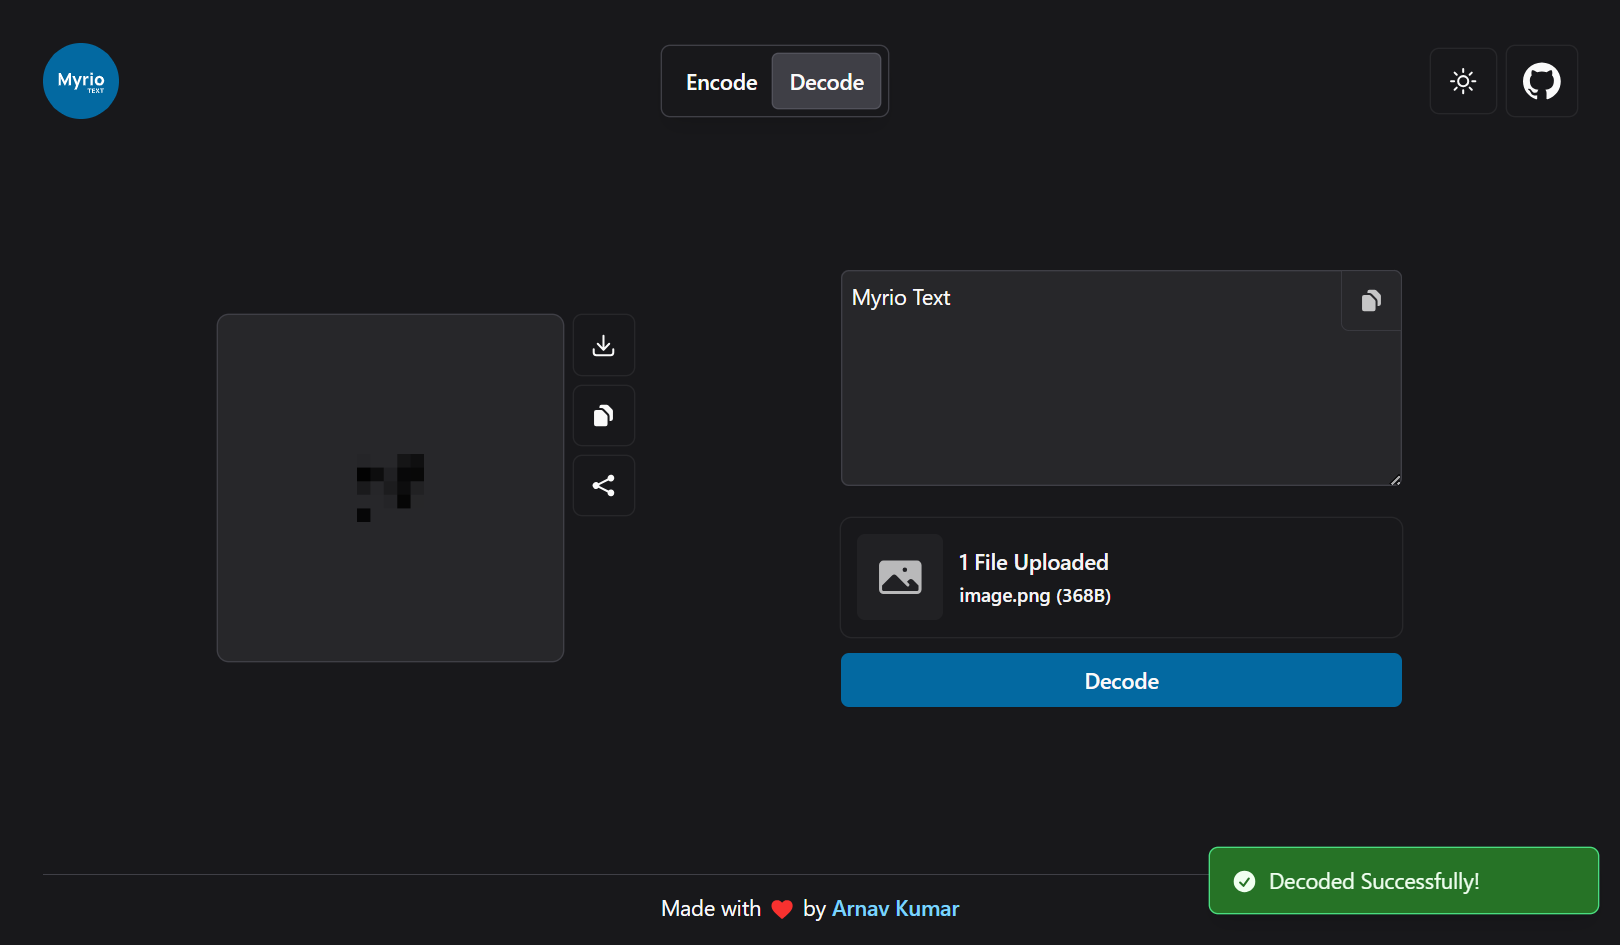 Myrio
TEXT
Encode
Decode
Myrio Text
1 File Uploaded
image.png (368B)
Decode
Decoded Successfully!
Made with ❤ by Arnav Kumar